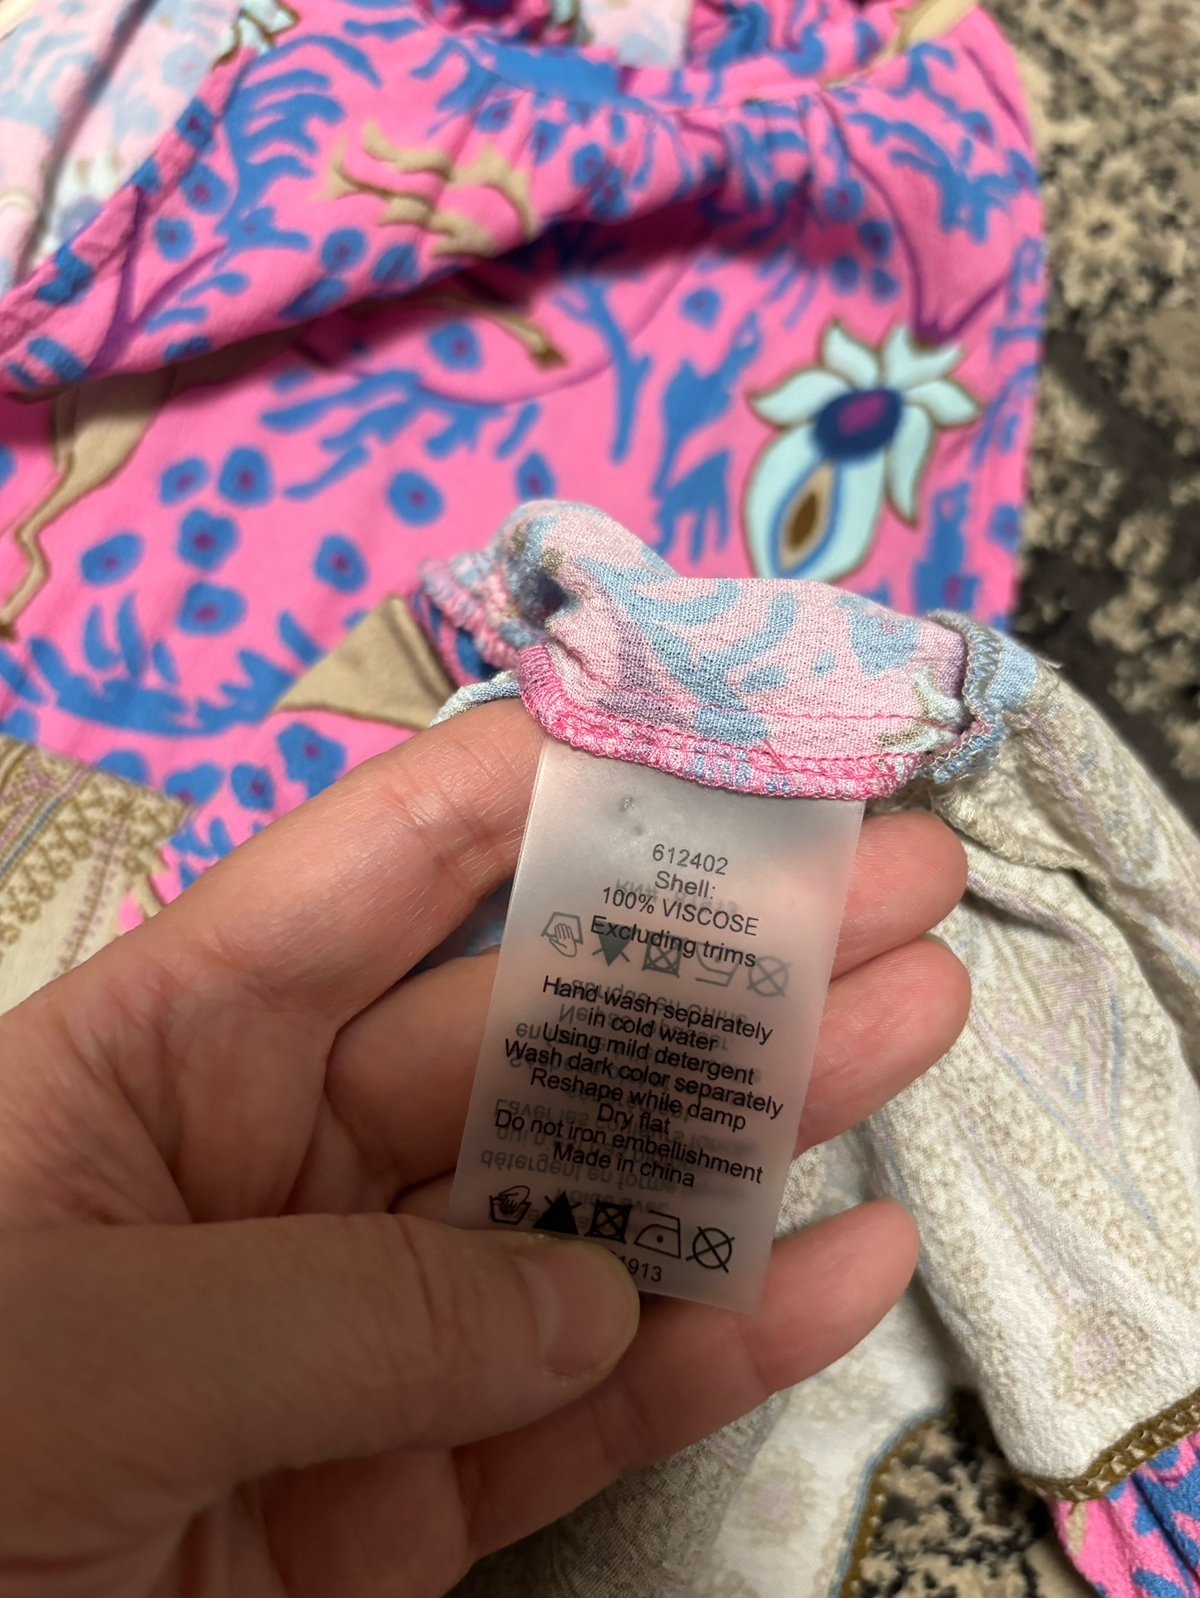 612402
Shell:
100% VISCOSE
Excluding trims
Hand wash separately
in cold water
Using mild detergent
Wash dark color separately
Reshape while damp
Dry flat
Do not iron embellishment
Made in china
1913